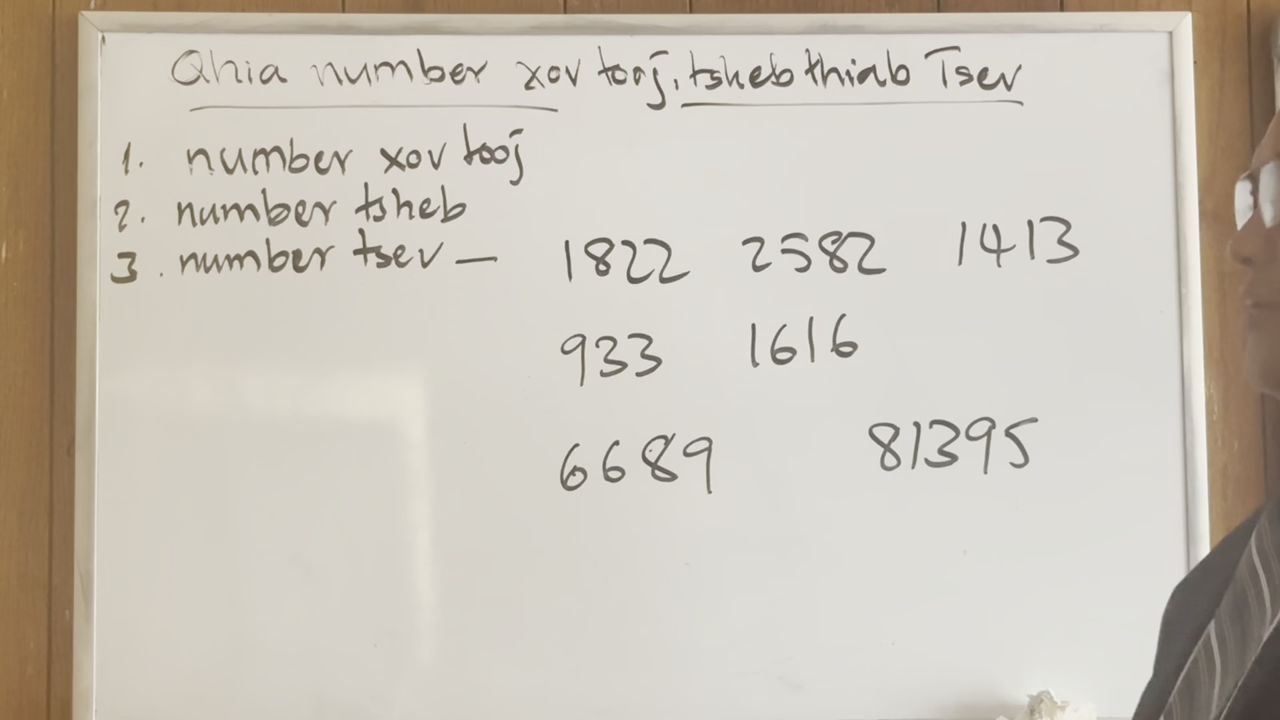 Qhia number xov tooj, tsheb thiab Tsev
1. number xov tooj
2. number tsheb
3. number tsev – 1822 2582 1413
933 1616
6689 81395